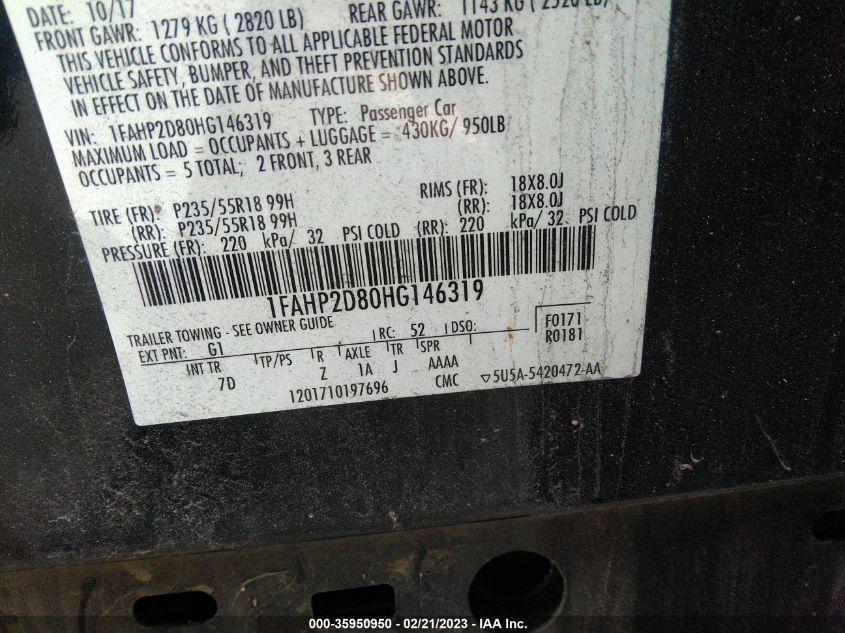 DATE: 10/17
FRONT GAWR: 1279 KG ( 2820 LB) REAR GAWR: 1143 KG ( 2520 LB)
THIS VEHICLE CONFORMS TO ALL APPLICABLE FEDERAL MOTOR
VEHICLE SAFETY, BUMPER, AND THEFT PREVENTION STANDARDS
IN EFFECT ON THE DATE OF MANUFACTURE SHOWN ABOVE.
VIN: 1FAHP2D80HG146319 TYPE: Passenger Car
MAXIMUM LOAD = OCCUPANTS + LUGGAGE = 430KG/ 950LB
OCCUPANTS = 5 TOTAL; 2 FRONT, 3 REAR
TIRE (FR): P235/55R18 99H RIMS (FR): 18X8.0J
(RR): P235/55R18 99H (RR): 18X8.0J
PRESSURE (FR): 220 kPa/ 32 PSI COLD (RR): 220 kPa/ 32 PSI COLD
1FAHP2D80HG146319
TRAILER TOWING - SEE OWNER GUIDE
EXT PNT: G1 RC: 52 DSO: F0171
R0181
INT TR TP/PS R AXLE TR SPR
7D Z 1A J AAAA
1201710197696 CMC ▽5U5A-5420472-AA
000-35950950 / 02/21/2023 - IAA Inc.